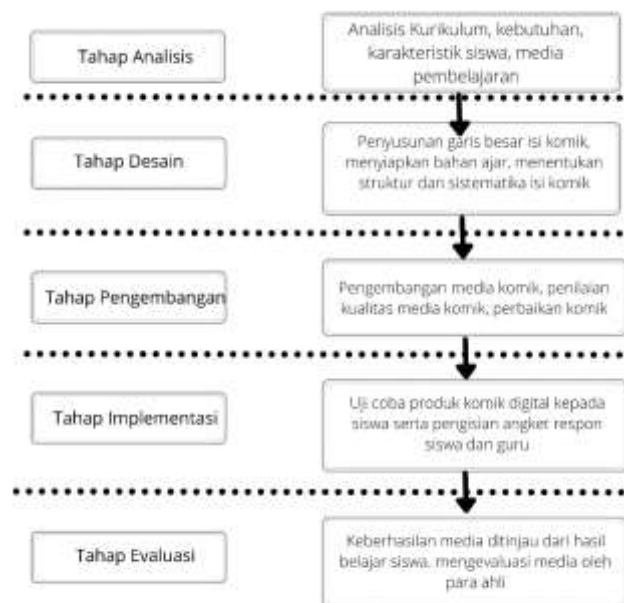 Tahap Analisis
Analisis Kurikulum, kebutuhan,
karakteristik siswa, media
pembelajaran
Tahap Desain
Penyusunan garis besar isi komik,
menyiapkan bahan ajar, menentukan
struktur dan sistematika isi komik
Tahap Pengembangan
Pengembangan media komik, penilaian
kualitas media komik, perbaikan komik
Tahap Implementasi
Uji coba produk komik digital kepada
siswa serta pengisian angket respon
siswa dan guru
Tahap Evaluasi
Keberhasilan media ditinjau dari hasil
belajar siswa, mengevaluasi media oleh
para ahli